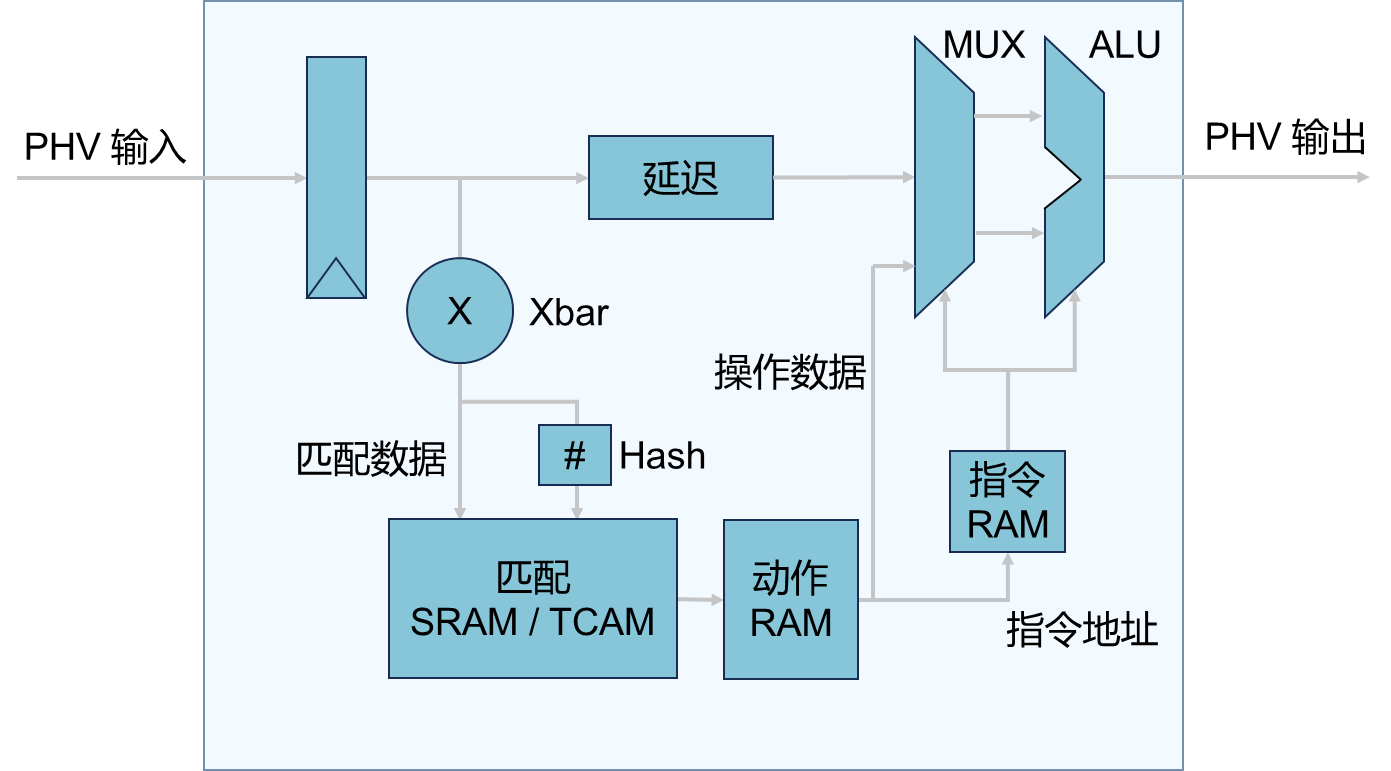 MUX
ALU
PHV 输入
PHV 输出
延迟
X
Xbar
操作数据
匹配数据
#
Hash
指令
RAM
匹配
SRAM / TCAM
动作
RAM
指令地址